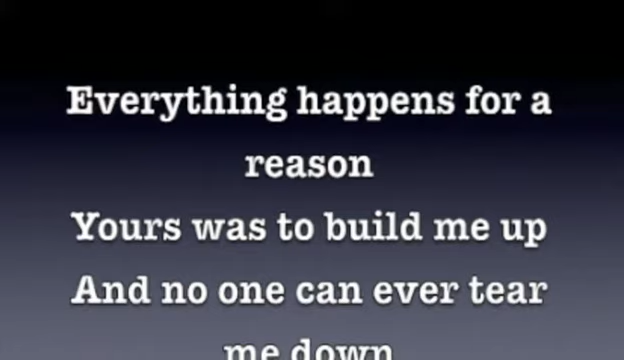 Everything happens for a
reason
Yours was to build me up
And no one can ever tear
me down